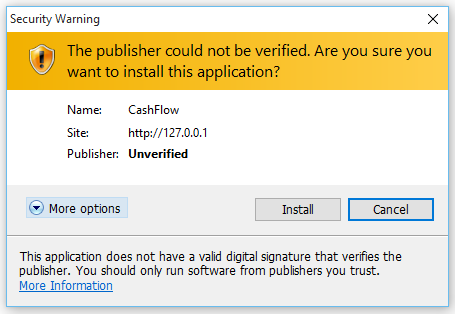 Security Warning
The publisher could not be verified. Are you sure you
want to install this application?
Name: CashFlow
Site: http://127.0.0.1
Publisher: Unverified
More options Install Cancel
This application does not have a valid digital signature that verifies the
publisher. You should only run software from publishers you trust.
More Information